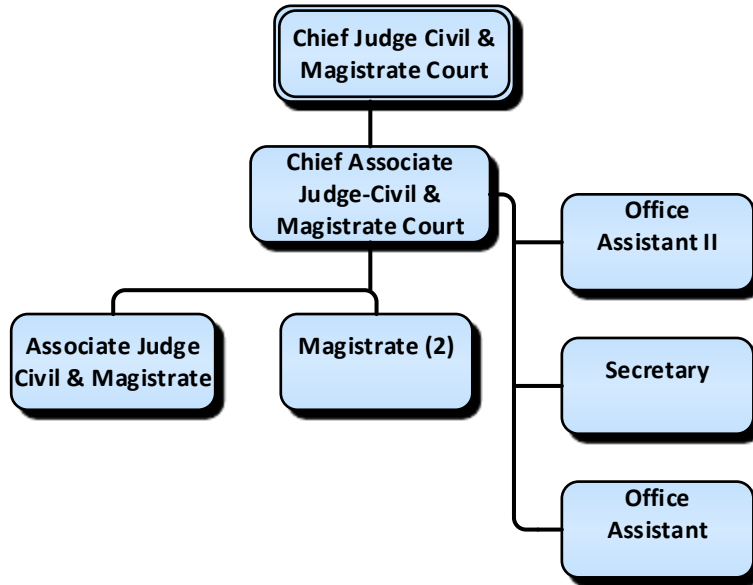 Chief Judge Civil &
Magistrate Court
Chief Associate
Judge-Civil &
Magistrate Court
Office
Assistant II
Associate Judge
Civil & Magistrate
Magistrate (2)
Secretary
Office
Assistant